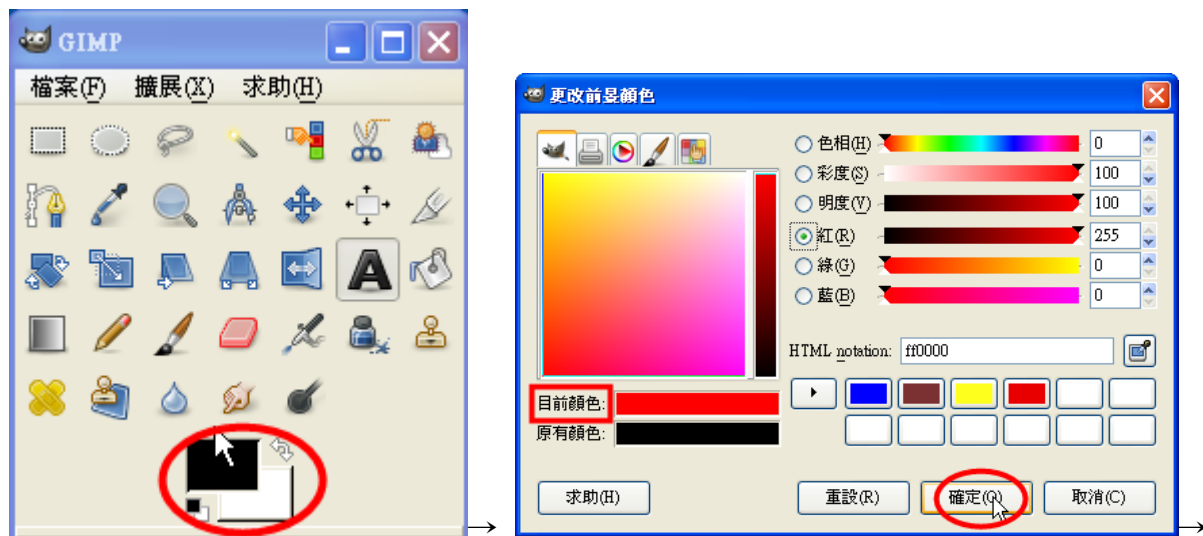 GIMP
檔案(F) 擴展(X) 求助(H)
A
→
更改前景顏色
色相(H) 0
彩度(S) 100
明度(V) 100
紅(R) 255
綠(G) 0
藍(B) 0
HTML notation: ff0000
目前顏色:
原有顏色:
求助(H) 重設(R) 確定(O) 取消(C)
→